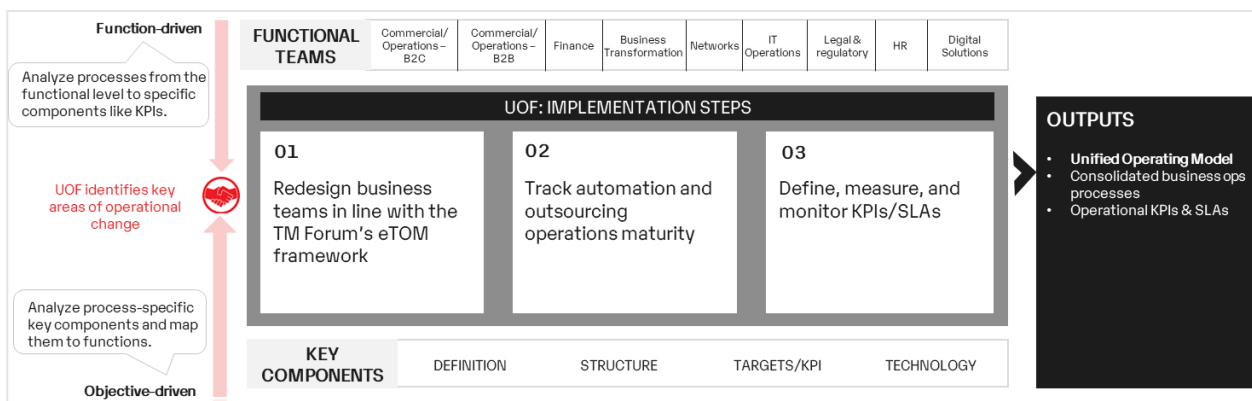 Function-driven
Analyze processes from the
functional level to specific
components like KPIs.
UOF identifies key
areas of operational
change
Analyze process-specific
key components and map
them to functions.
Objective-driven
FUNCTIONAL
TEAMS
Commercial/
Operations –
B2C
Commercial/
Operations –
B2B
Finance
Business
Transformation
Networks
IT
Operations
Legal &
regulatory
HR
Digital
Solutions
UOF: IMPLEMENTATION STEPS
01
Redesign business
teams in line with the
TM Forum's eTOM
framework
02
Track automation and
outsourcing
operations maturity
03
Define, measure, and
monitor KPIs/SLAs
KEY
COMPONENTS
DEFINITION
STRUCTURE
TARGETS/KPI
TECHNOLOGY
OUTPUTS
• Unified Operating Model
• Consolidated business ops
processes
• Operational KPIs & SLAs